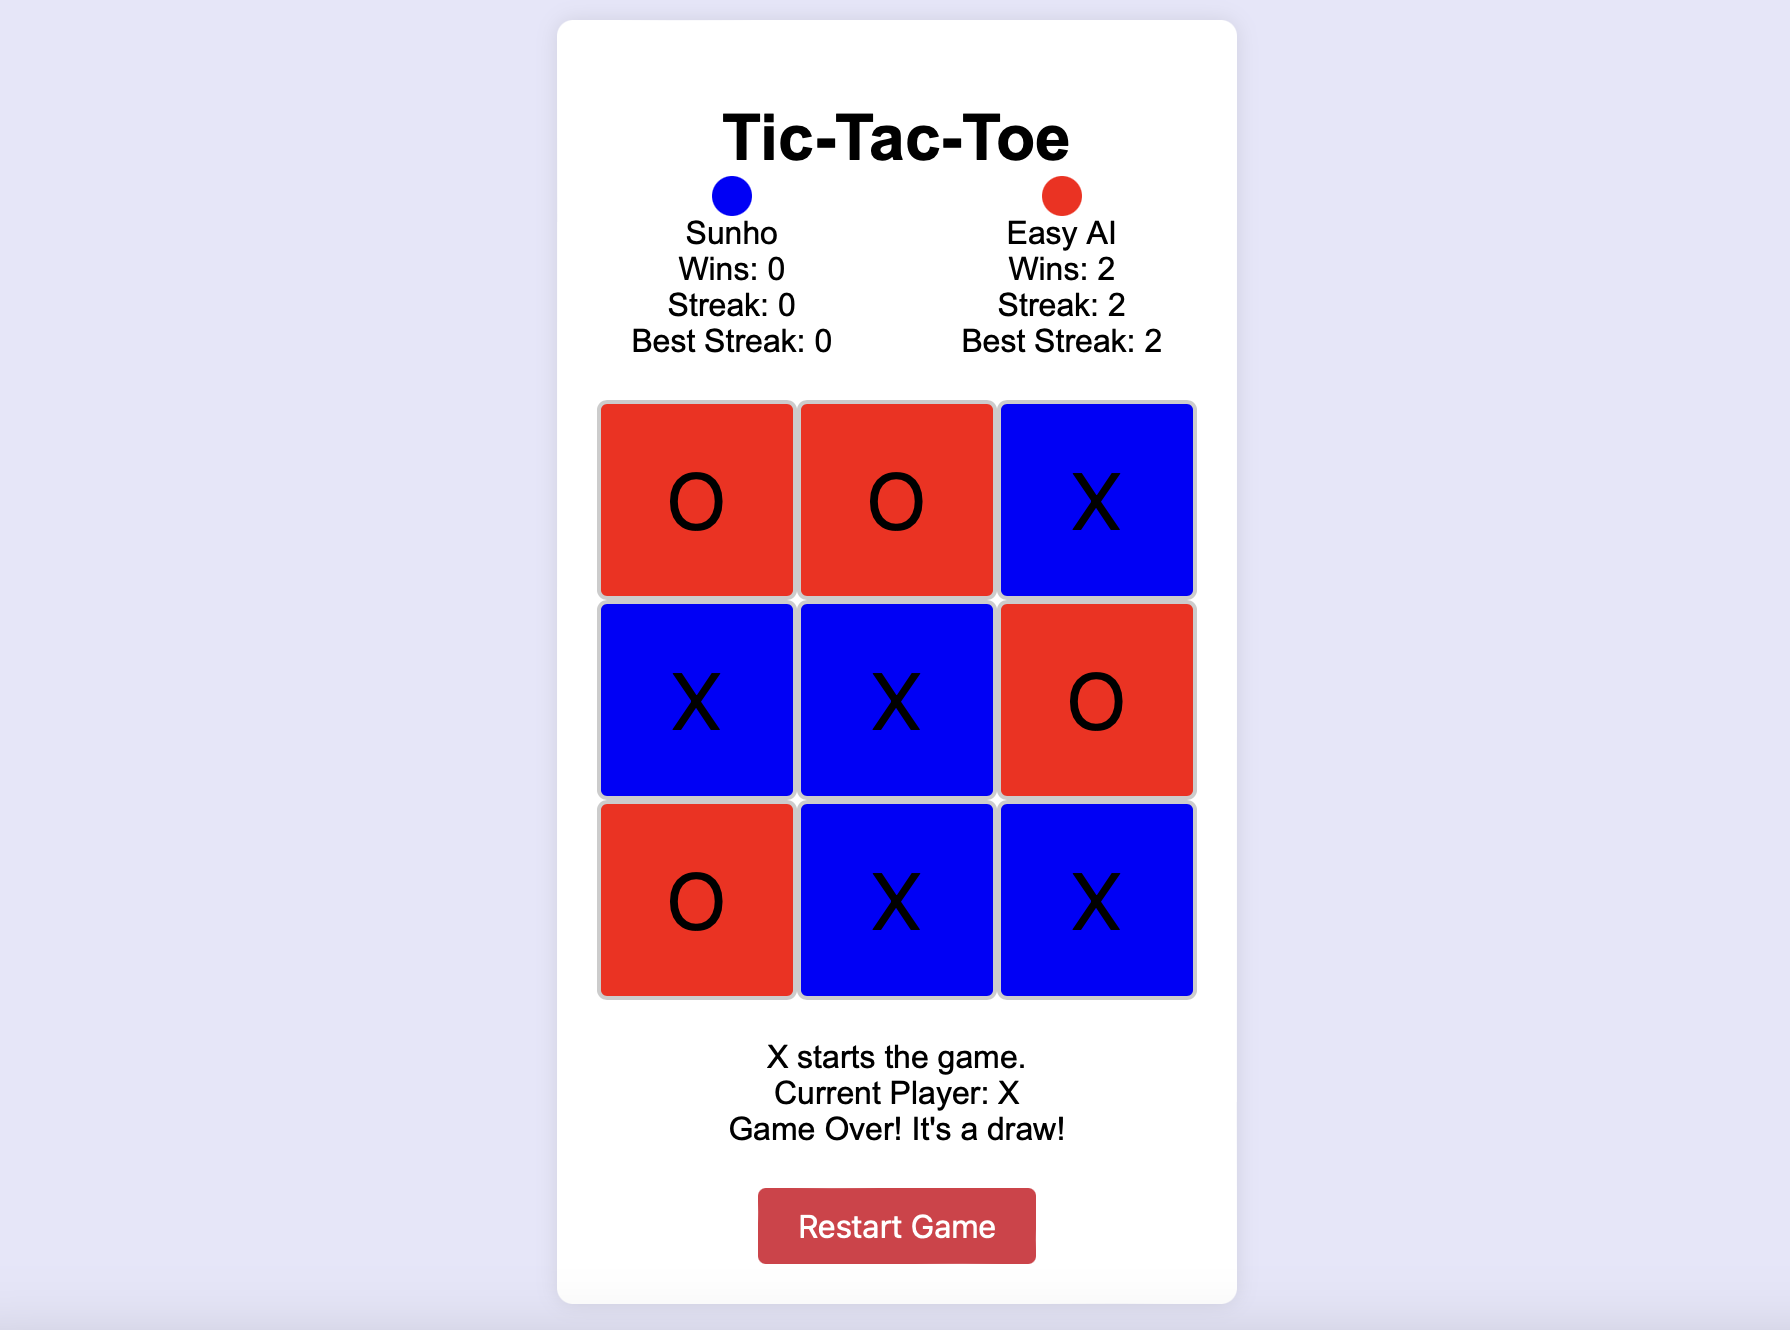 Tic-Tac-Toe
Sunho
Wins: 0
Streak: 0
Best Streak: 0
Easy AI
Wins: 2
Streak: 2
Best Streak: 2
O O X
X X O
O X X
X starts the game.
Current Player: X
Game Over! It's a draw!
Restart Game